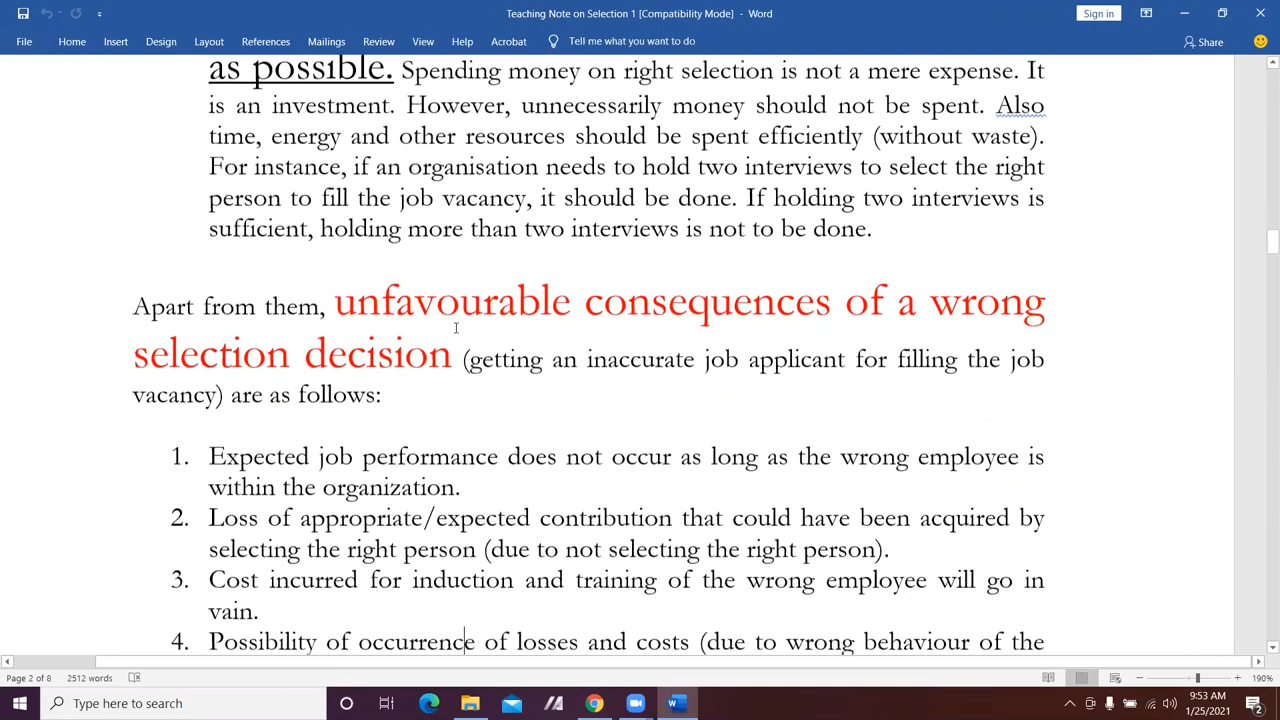 Teaching Note on Selection 1 [Compatibility Mode] - Word
Sign in
File Home Insert Design Layout References Mailings Review View Help Acrobat Tell me what you want to do Share
as possible. Spending money on right selection is not a mere expense. It
is an investment. However, unnecessarily money should not be spent. Also
time, energy and other resources should be spent efficiently (without waste).
For instance, if an organisation needs to hold two interviews to select the right
person to fill the job vacancy, it should be done. If holding two interviews is
sufficient, holding more than two interviews is not to be done.
Apart from them, unfavourable consequences of a wrong
selection decision (getting an inaccurate job applicant for filling the job
vacancy) are as follows:
1. Expected job performance does not occur as long as the wrong employee is
within the organization.
2. Loss of appropriate/expected contribution that could have been acquired by
selecting the right person (due to not selecting the right person).
3. Cost incurred for induction and training of the wrong employee will go in
vain.
4. Possibility of occurrence of losses and costs (due to wrong behaviour of the
Page 2 of 8 2512 words 190%
Type here to search
9:53 AM
1/25/2021
2